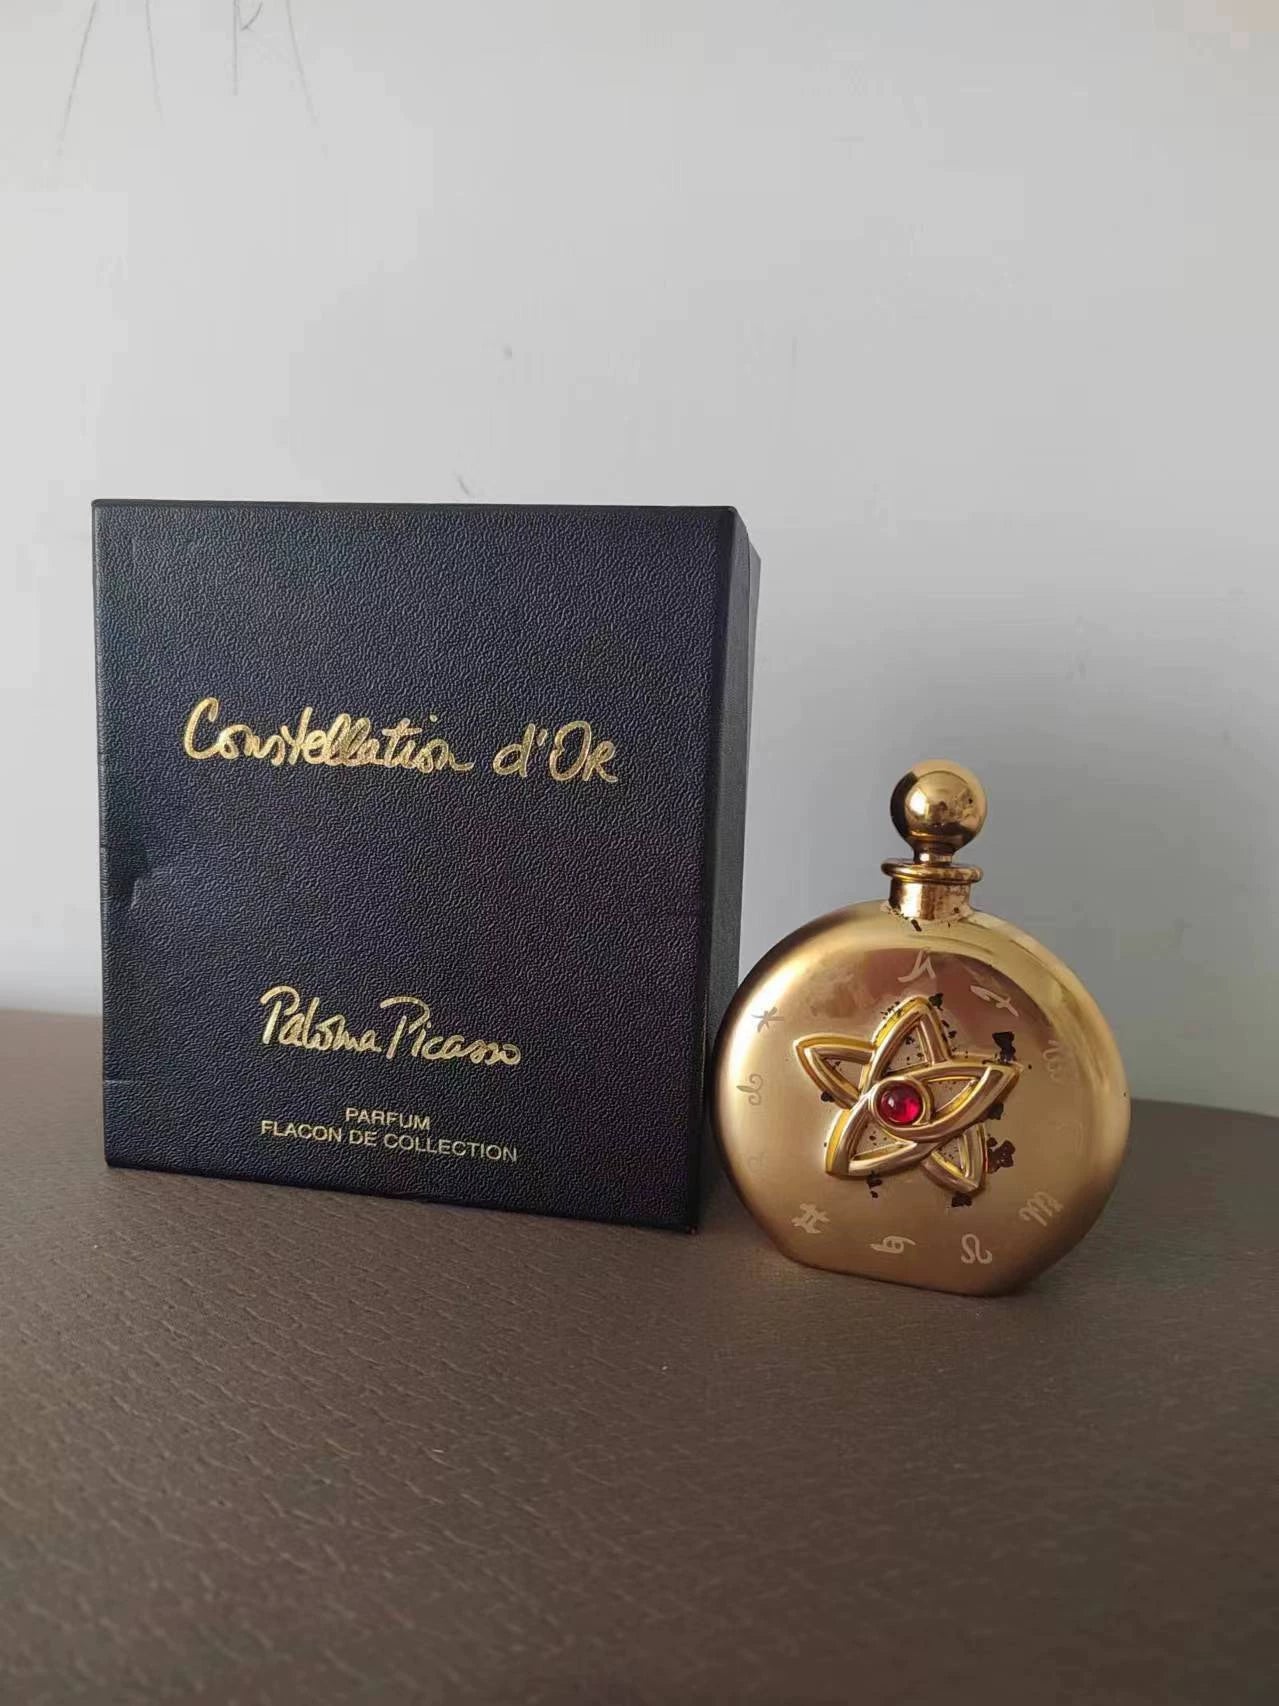 Constellation d'Or
Paloma Picasso
PARFUM
FLACON DE COLLECTION